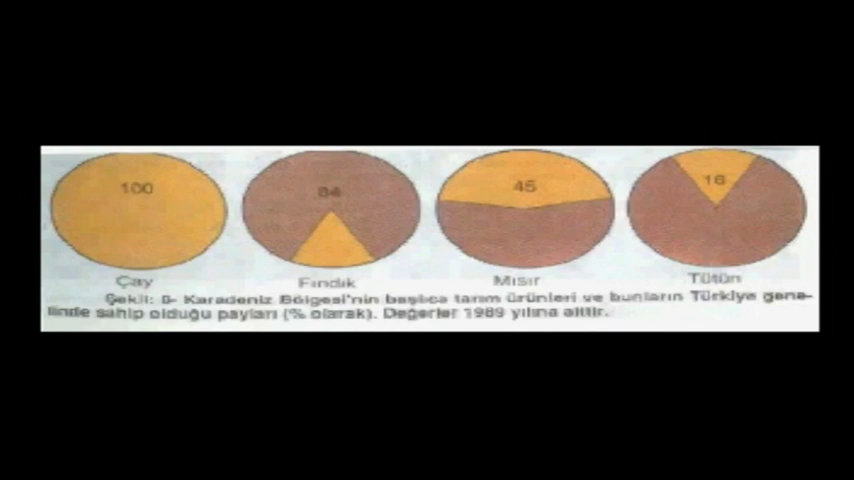 100 84 45 16
Çay Fındık Mısır Tütün
Şekil: 6- Karadeniz Bölgesi'nin başlıca tarım ürünleri ve bunların Türkiye gene-
linde sahip olduğu payları (% olarak). Değerler 1989 yılına aittir.